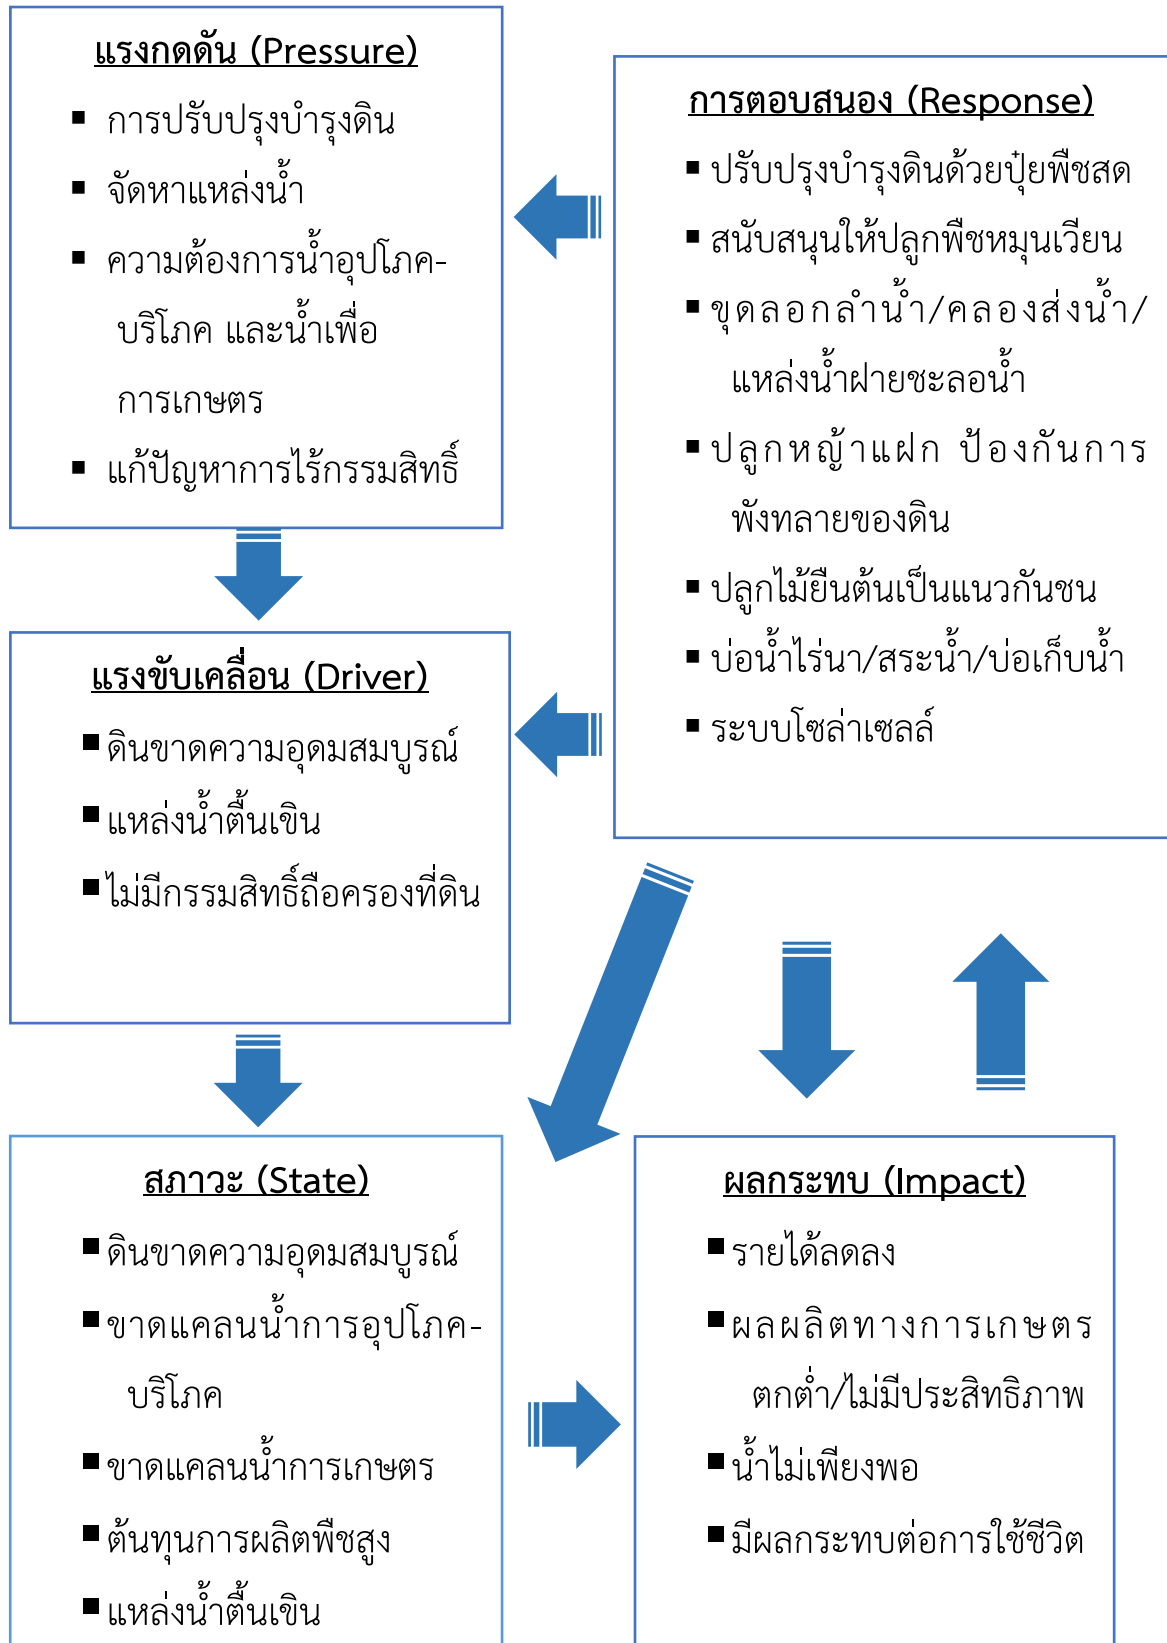 แรงกดดัน (Pressure)
▪ การปรับปรุงบำรุงดิน
▪ จัดหาแหล่งน้ำ
▪ ความต้องการน้ำอุปโภค-
บริโภค และน้ำเพื่อ
การเกษตร
▪ แก้ปัญหาการไร้กรรมสิทธิ์
การตอบสนอง (Response)
▪ ปรับปรุงบำรุงดินด้วยปุ๋ยพืชสด
▪ สนับสนุนให้ปลูกพืชหมุนเวียน
▪ ขุดลอกลำน้ำ/คลองส่งน้ำ/
แหล่งน้ำฝายชะลอน้ำ
▪ ปลูกหญ้าแฝก ป้องกันการ
พังทลายของดิน
▪ ปลูกไม้ยืนต้นเป็นแนวกันชน
▪ บ่อน้ำไร่นา/สระน้ำ/บ่อเก็บน้ำ
▪ ระบบโซล่าเซลล์
แรงขับเคลื่อน (Driver)
▪ ดินขาดความอุดมสมบูรณ์
▪ แหล่งน้ำตื้นเขิน
▪ ไม่มีกรรมสิทธิ์ถือครองที่ดิน
สภาวะ (State)
▪ ดินขาดความอุดมสมบูรณ์
▪ ขาดแคลนน้ำการอุปโภค-
บริโภค
▪ ขาดแคลนน้ำการเกษตร
▪ ต้นทุนการผลิตพืชสูง
▪ แหล่งน้ำตื้นเขิน
ผลกระทบ (Impact)
▪ รายได้ลดลง
▪ ผลผลิตทางการเกษตร
ตกต่ำ/ไม่มีประสิทธิภาพ
▪ น้ำไม่เพียงพอ
▪ มีผลกระทบต่อการใช้ชีวิต